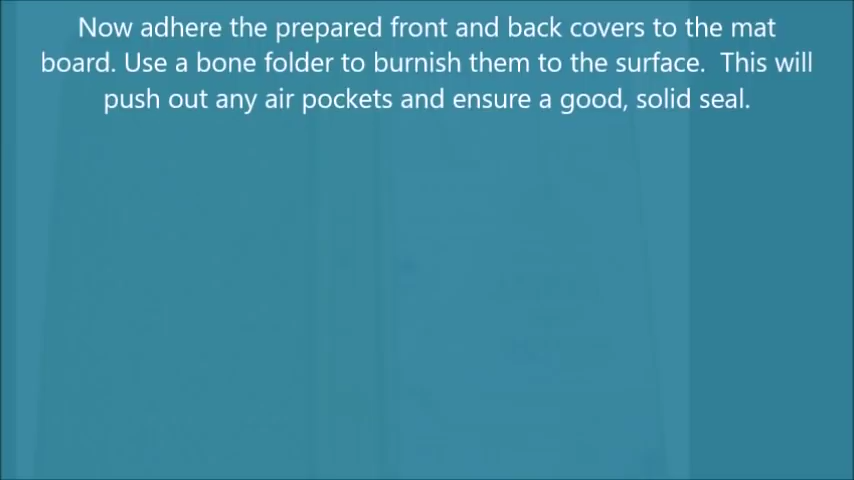 Now adhere the prepared front and back covers to the mat
board. Use a bone folder to burnish them to the surface.  This will
push out any air pockets and ensure a good, solid seal.